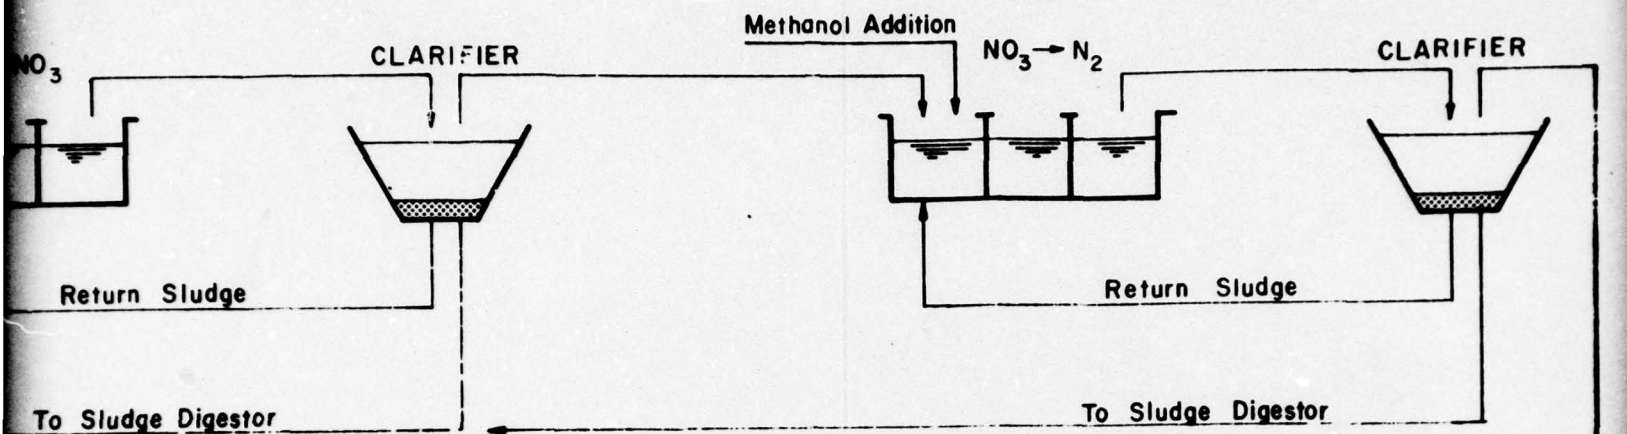 Methanol Addition
NO3
CLARIFIER
NO3→N2
CLARIFIER
Return Sludge
Return Sludge
To Sludge Digestor
To Sludge Digestor